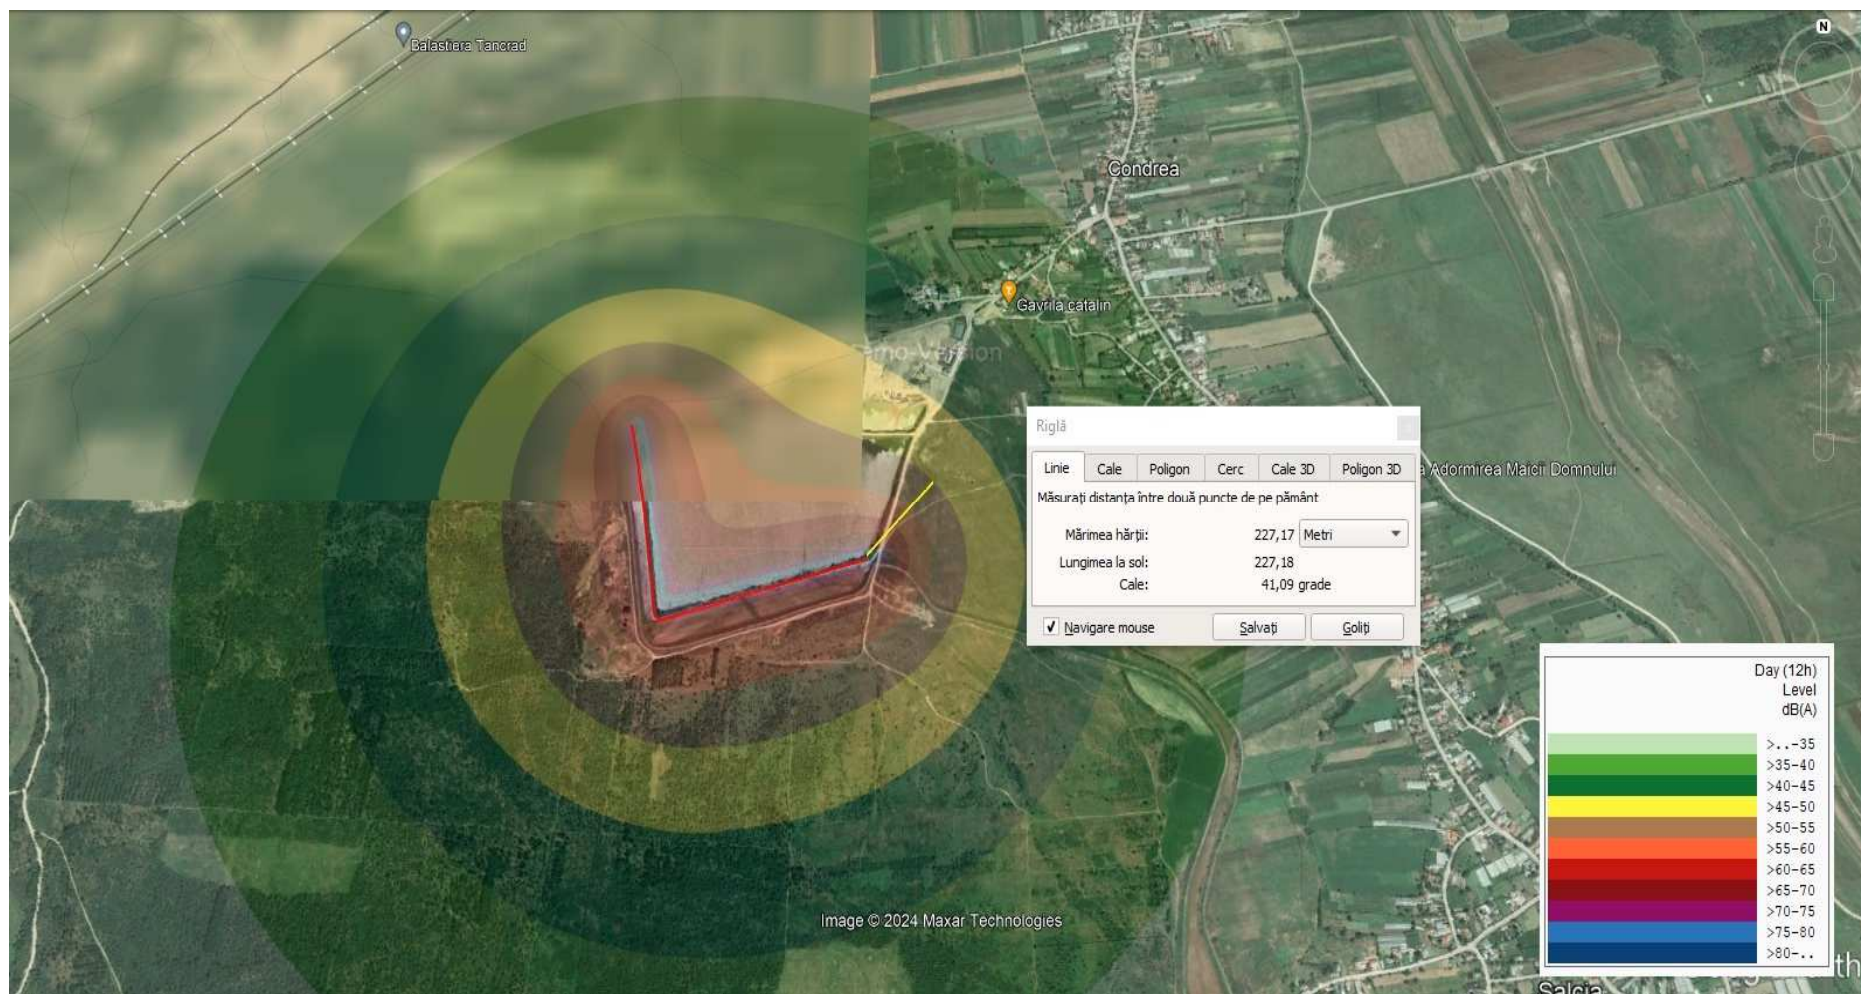 N
Balastiera Tancrad
Condrea
Gavrila catalin
Demo-Version
Riglă
Linie
Cale
Poligon
Cerc
Cale 3D
Poligon 3D
Măsurați distanța între două puncte de pe pământ
Mărimea hărții:
227,17
Metri
Lungimea la sol:
227,18
Cale:
41,09 grade
Navigare mouse
Salvați
Goliți
Adormirea Maicii Domnului
Day (12h)
Level
dB(A)
>..-35
>35-40
>40-45
>45-50
>50-55
>55-60
>60-65
>65-70
>70-75
>75-80
>80-..
Image © 2024 Maxar Technologies
Salcia